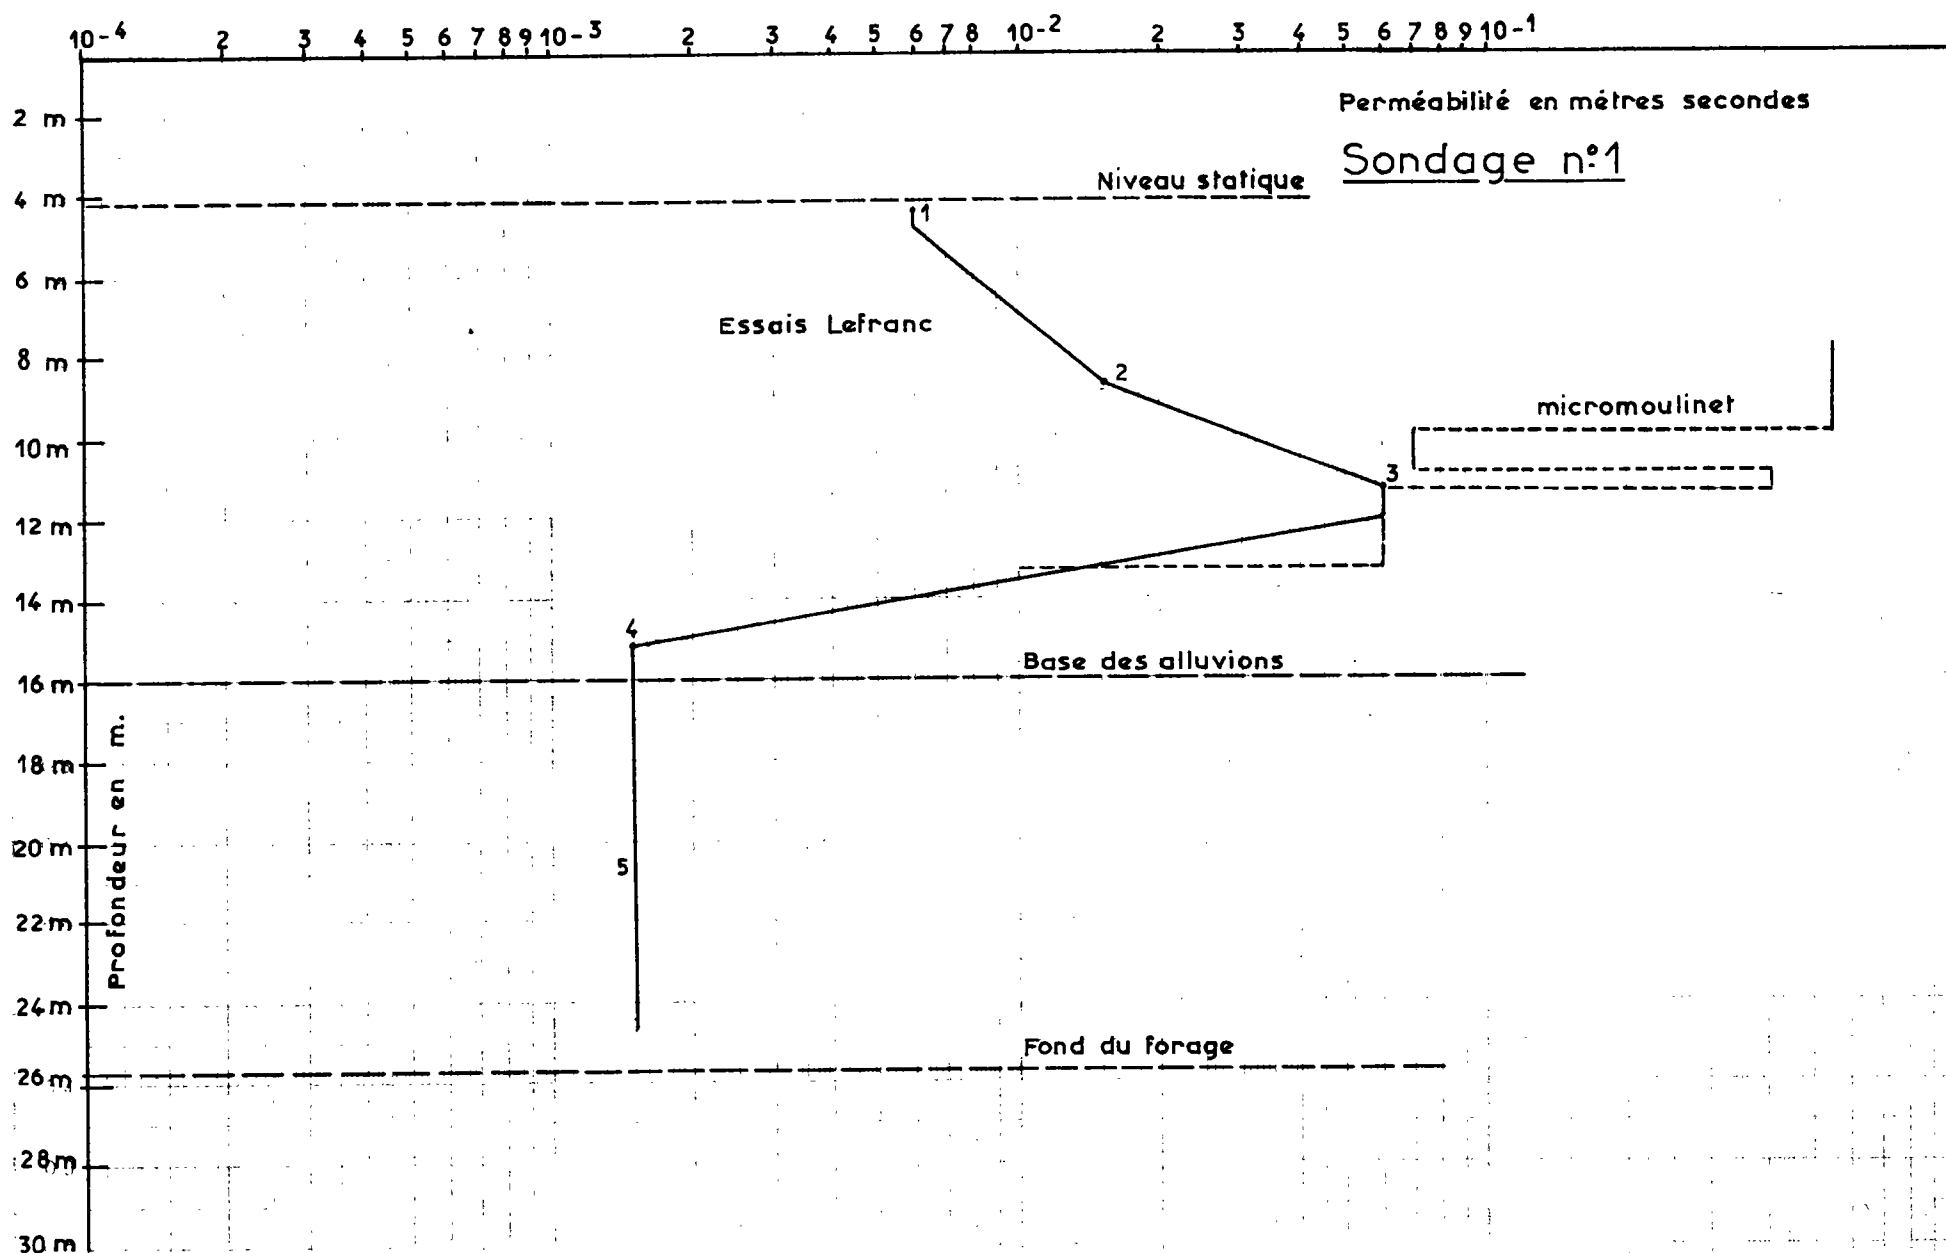 10-4 2 3 4 5 6 7 8 9 10-3 2 3 4 5 6 7 8 10-2 2 3 4 5 6 7 8 9 10-1
Perméabilité en mètres secondes
Sondage n:°1
2 m
Niveau statique
4 m
1
6 m
Essais Lefranc
8 m
2
micromoulinet
10 m
3
12 m
14 m
4
Base des alluvions
16 m
Profondeur en m.
18 m
20 m
5
22 m
24 m
Fond du forage
26 m
28 m
30 m